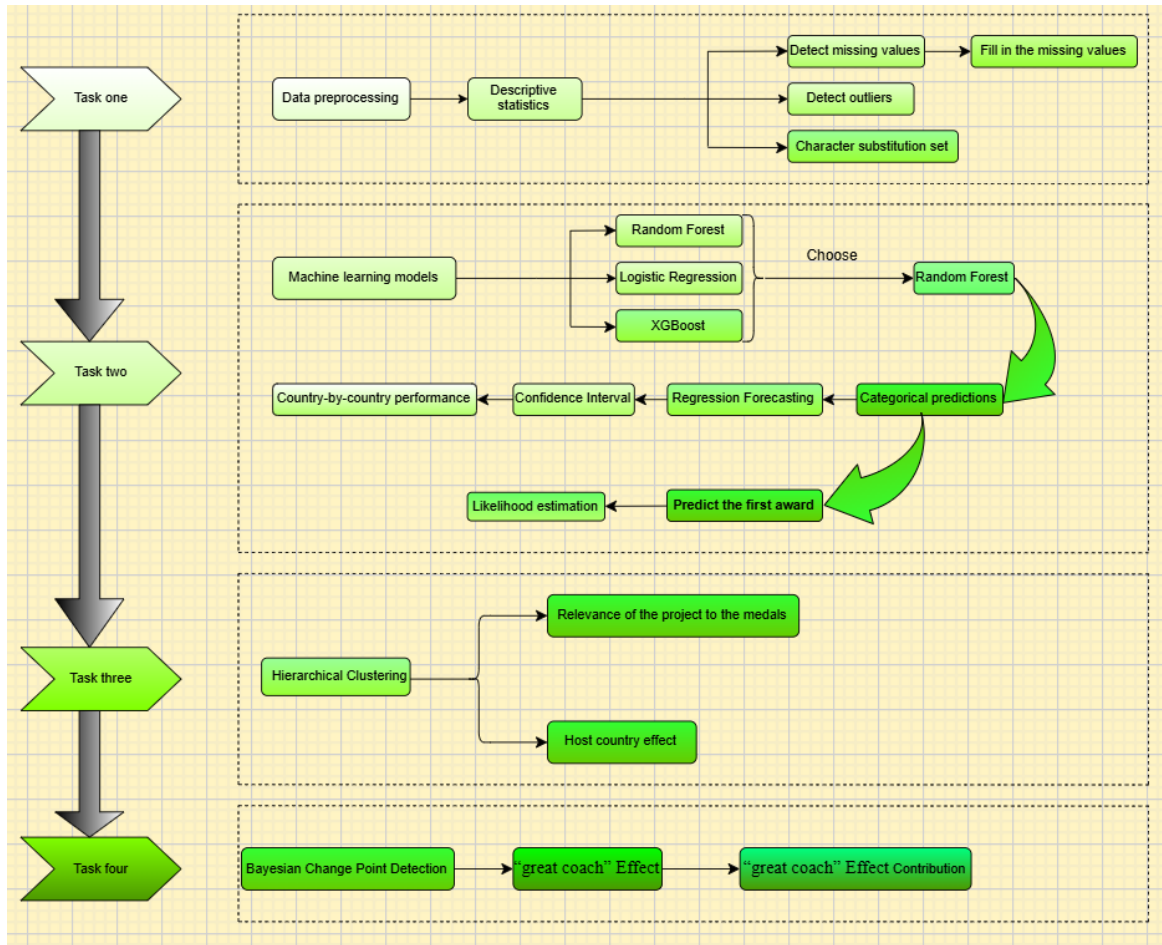 Task one
Data preprocessing
Descriptive
statistics
Detect missing values
Fill in the missing values
Detect outliers
Character substitution set
Task two
Machine learning models
Random Forest
Logistic Regression
XGBoost
Choose
Random Forest
Categorical predictions
Regression Forecasting
Confidence Interval
Country-by-country performance
Predict the first award
Likelihood estimation
Task three
Hierarchical Clustering
Relevance of the project to the medals
Host country effect
Task four
Bayesian Change Point Detection
“great coach” Effect
“great coach” Effect Contribution